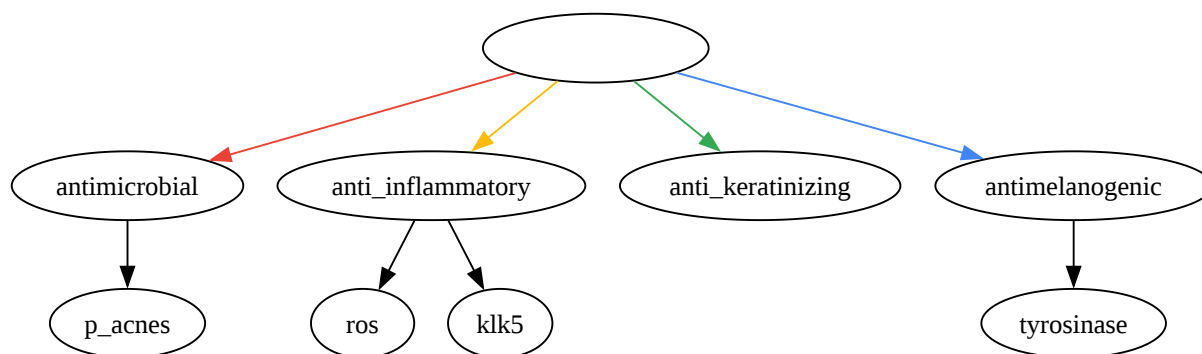 antimicrobial
anti_inflammatory
anti_keratinizing
antimelanogenic
p_acnes
ros
klk5
tyrosinase